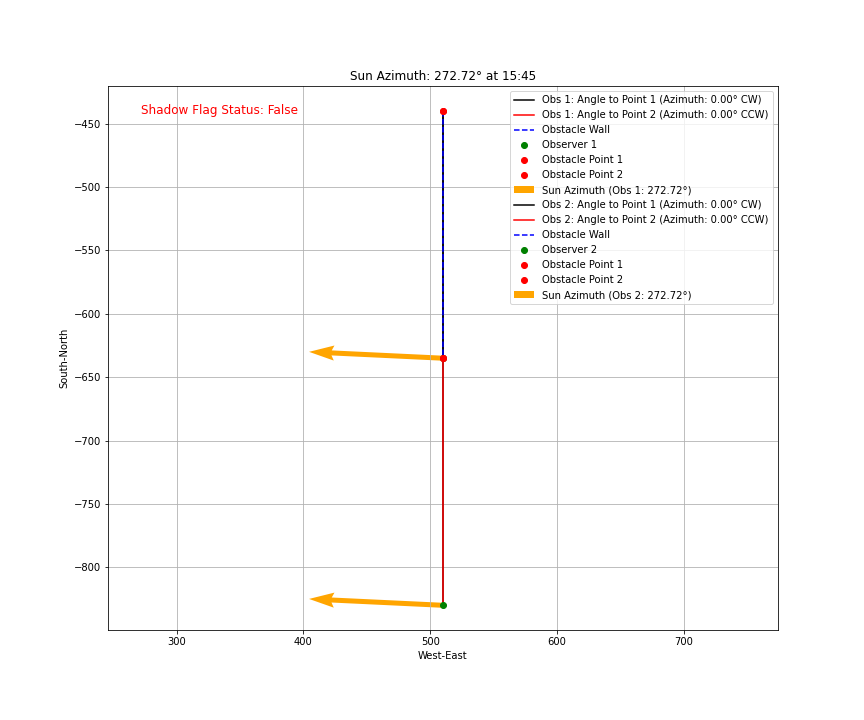 Sun Azimuth: 272.72° at 15:45
Shadow Flag Status: False
Obs 1: Angle to Point 1 (Azimuth: 0.00° CW)
Obs 1: Angle to Point 2 (Azimuth: 0.00° CCW)
Obstacle Wall
Observer 1
Obstacle Point 1
Obstacle Point 2
Sun Azimuth (Obs 1: 272.72°)
Obs 2: Angle to Point 1 (Azimuth: 0.00° CW)
Obs 2: Angle to Point 2 (Azimuth: 0.00° CCW)
Obstacle Wall
Observer 2
Obstacle Point 1
Obstacle Point 2
Sun Azimuth (Obs 2: 272.72°)
South-North
−450
−500
−550
−600
−650
−700
−750
−800
300 400 500 600 700
West-East